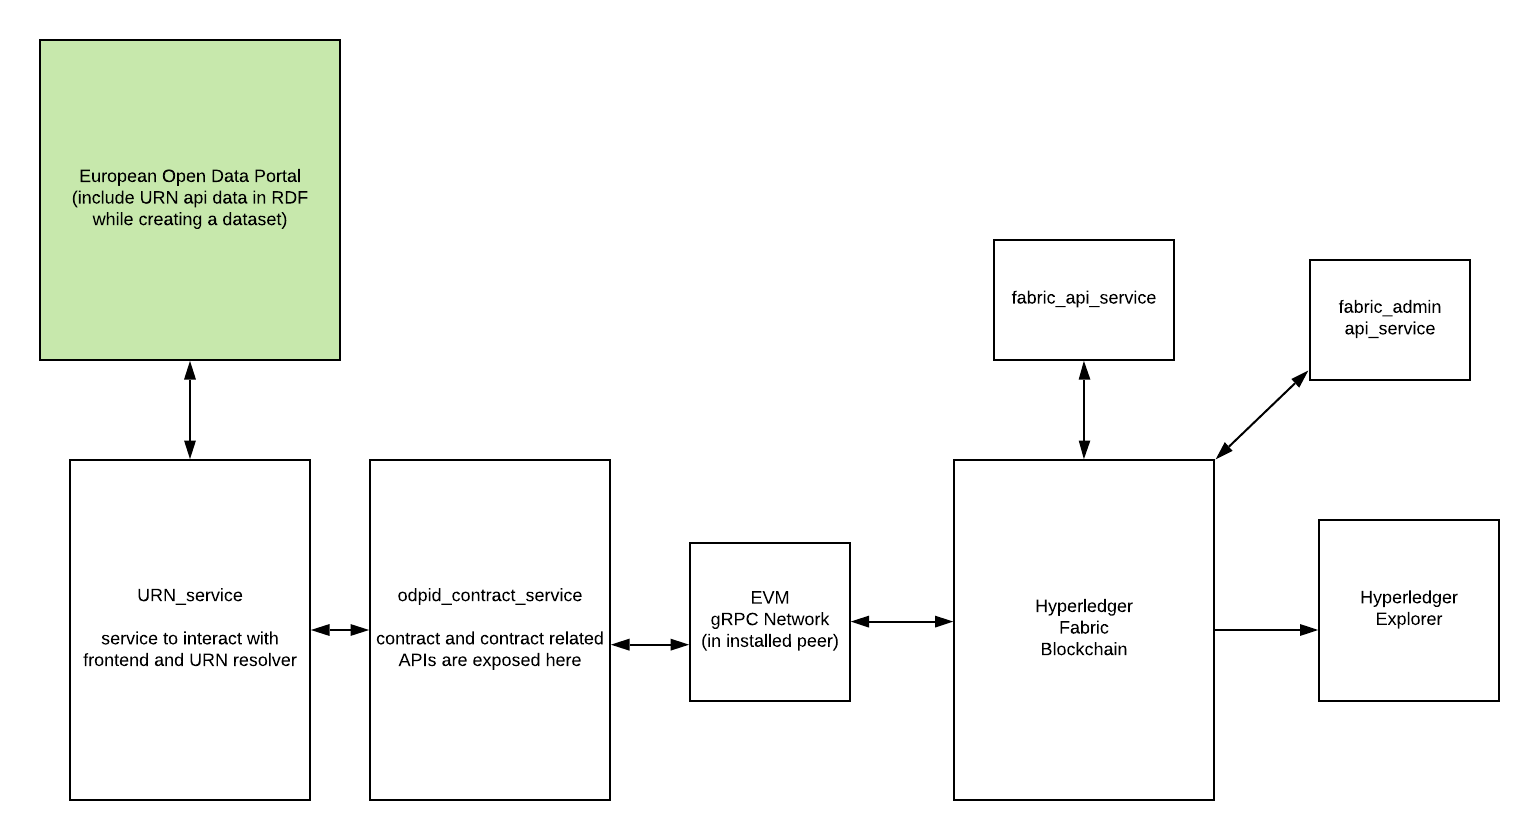 European Open Data Portal
(include URN api data in RDF
while creating a dataset)
fabric_api_service
fabric_admin
api_service
URN_service
service to interact with
frontend and URN resolver
odpid_contract_service
contract and contract related
APIs are exposed here
EVM
gRPC Network
(in installed peer)
Hyperledger
Fabric
Blockchain
Hyperledger
Explorer